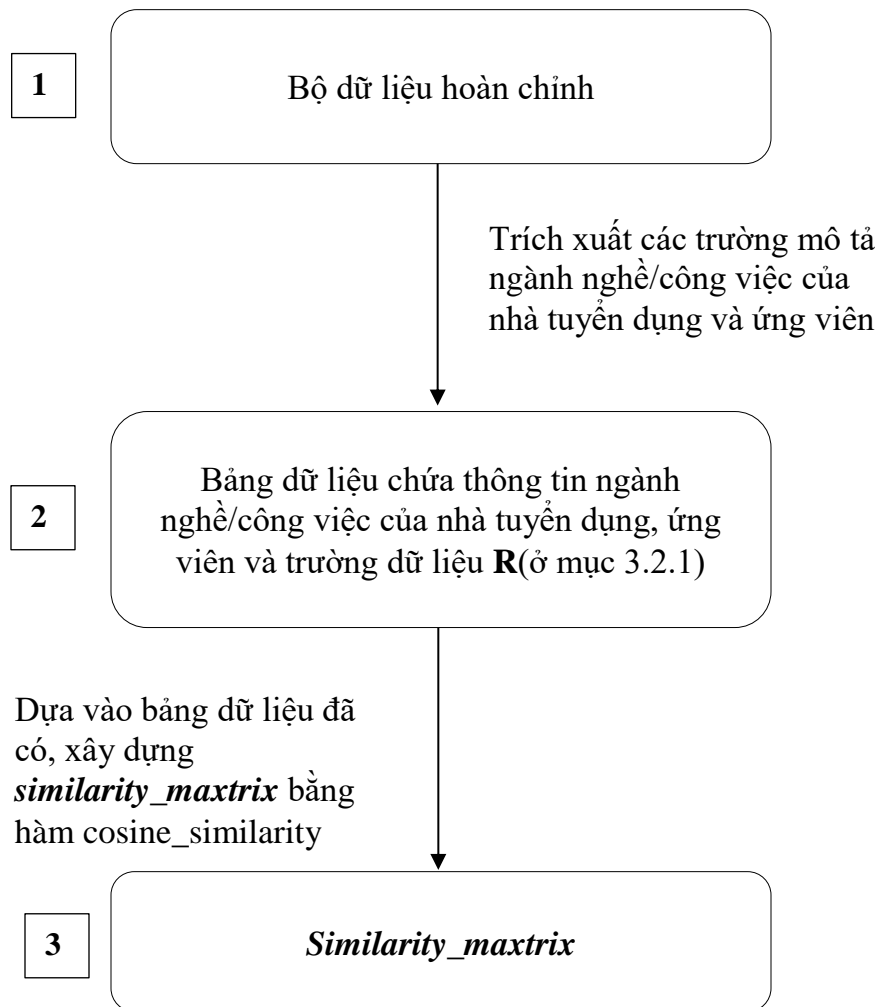 1
Bộ dữ liệu hoàn chỉnh
Trích xuất các trường mô tả
ngành nghề/công việc của
nhà tuyển dụng và ứng viên
2
Bảng dữ liệu chứa thông tin ngành
nghề/công việc của nhà tuyển dụng, ứng
viên và trường dữ liệu R(ở mục 3.2.1)
Dựa vào bảng dữ liệu đã
có, xây dựng
similarity_maxtrix bằng
hàm cosine_similarity
3
Similarity_maxtrix